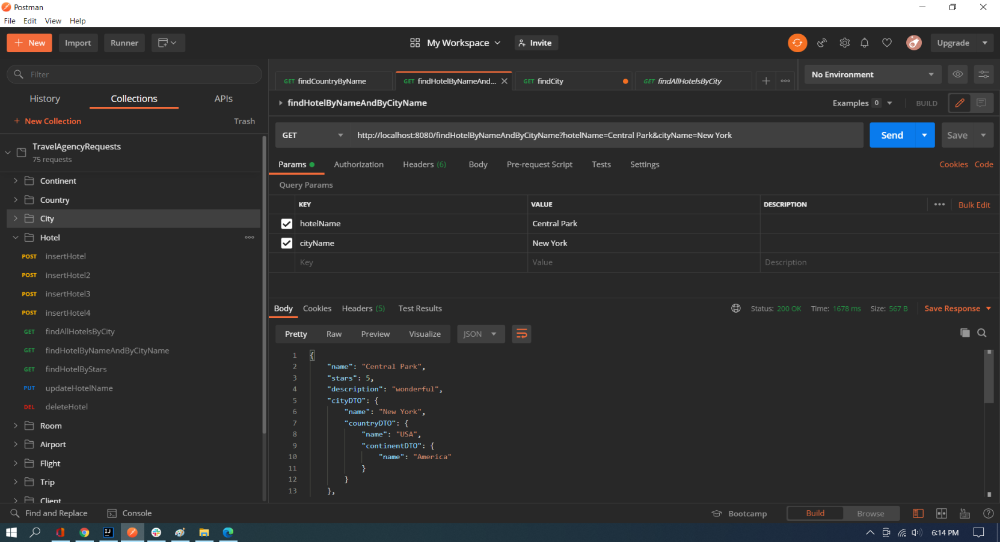 Postman
File Edit View Help
New Import Runner My Workspace Invite Upgrade
Filter
History Collections APIs
New Collection Trash
TravelAgencyRequests
75 requests
Continent
Country
City
Hotel
POST insertHotel
POST insertHotel2
POST insertHotel3
POST insertHotel4
GET findAllHotelsByCity
GET findHotelByNameAndByCityName
GET findHotelByStars
PUT updateHotelName
DEL deleteHotel
Room
Airport
Flight
Trip
Client
GET findCountryByName GET findHotelByNameAnd... GET findCity GET findAllHotelsByCity No Environment
findHotelByNameAndByCityName Examples 0 BUILD
GET http://localhost:8080/findHotelByNameAndByCityName?hotelName=Central Park&cityName=New York Send Save
Params Authorization Headers (6) Body Pre-request Script Tests Settings Cookies Code
Query Params
KEY VALUE DESCRIPTION Bulk Edit
hotelName Central Park
cityName New York
Key Value Description
Body Cookies Headers (5) Test Results Status: 200 OK Time: 1678 ms Size: 567 B Save Response
Pretty Raw Preview Visualize JSON
1 {
2 "name": "Central Park",
3 "stars": 5,
4 "description": "wonderful",
5 "cityDTO": {
6 "name": "New York",
7 "countryDTO": {
8 "name": "USA",
9 "continentDTO": {
10 "name": "America"
11 }
12 }
13 },
Find and Replace Console Bootcamp Build Browse
6:14 PM